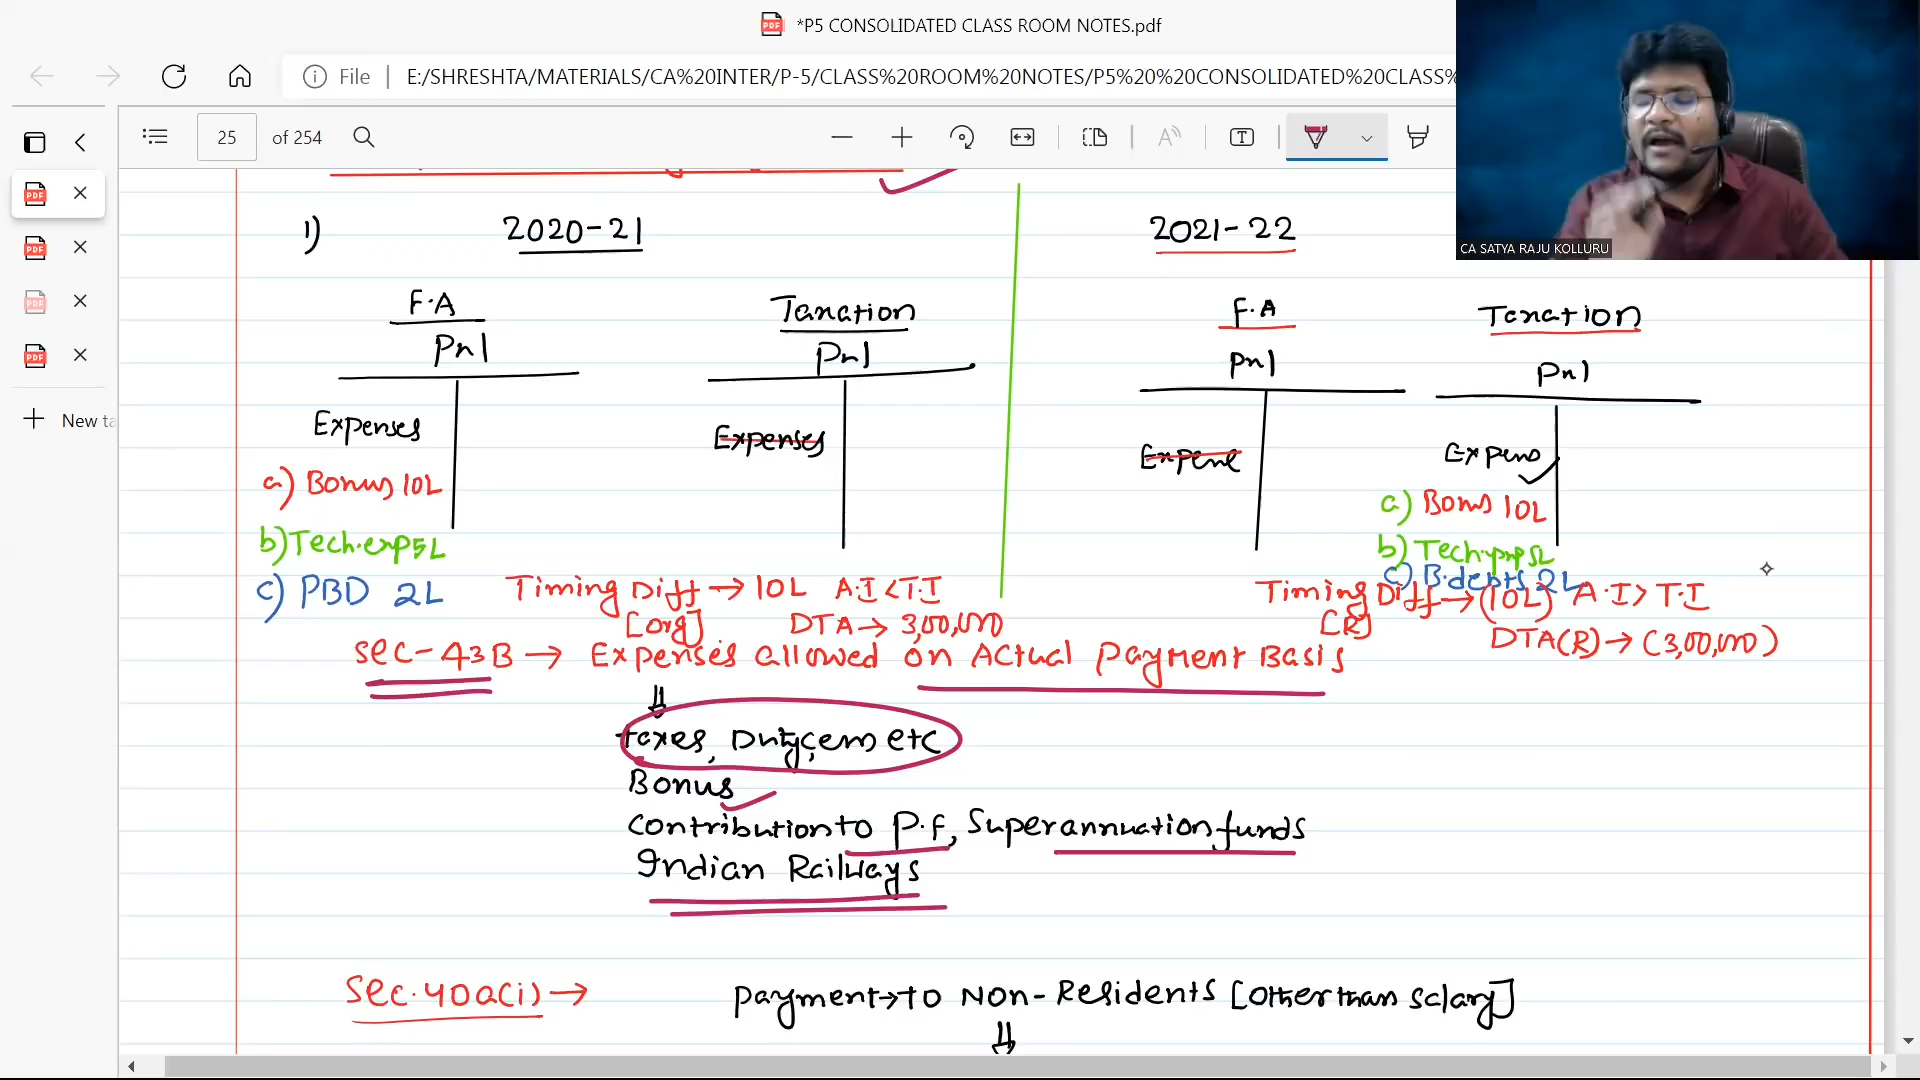 *P5 CONSOLIDATED CLASS ROOM NOTES.pdf
File E:/SHRESHTA/MATERIALS/CA%20INTER/P-5/CLASS%20ROOM%20NOTES/P5%20%20CONSOLIDATED%20CLASS%
25 of 254
CA SATYA RAJU KOLLURU
New ta
1) 2020-21 2021-22
F.A Taxation F.A Taxation
Pnl Pnl Pnl Pnl
Expenses Expenses Expene Expens
a) Bonus 10L a) Bons 10L
b) Tech.exp 5L b) Tech. 5L
c) PBD 2L c) B.debts 2L
Timing Diff → 10L A.I < T.I Timing Diff → (10L) A.I > T.I
[org] DTA → 3,00,000 [R] DTA(R) → (3,00,000)
Sec-43B → Expenses allowed on Actual Payment Basis
⇓
taxes, Duty, cess etc
Bonus
Contribution to P.f, Superannuation funds
Indian Railways
Sec.40a(i) → payment → to Non-Residents [other than salary]
⇓